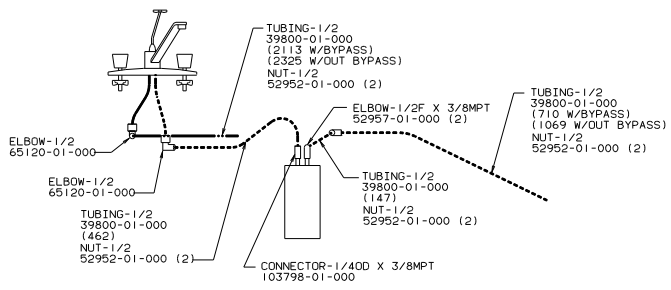 TUBING-1/2
39800-01-000
(2113 W/BYPASS)
(2325 W/OUT BYPASS)
NUT-1/2
52952-01-000 (2)
ELBOW-1/2F X 3/8MPT
52957-01-000 (2)
TUBING-1/2
39800-01-000
(710 W/BYPASS)
(1069 W/OUT BYPASS)
NUT-1/2
52952-01-000 (2)
ELBOW-1/2
65120-01-000
ELBOW-1/2
65120-01-000
TUBING-1/2
39800-01-000
(147)
NUT-1/2
52952-01-000 (2)
TUBING-1/2
39800-01-000
(462)
NUT-1/2
52952-01-000 (2)
CONNECTOR-1/4OD X 3/8MPT
103798-01-000